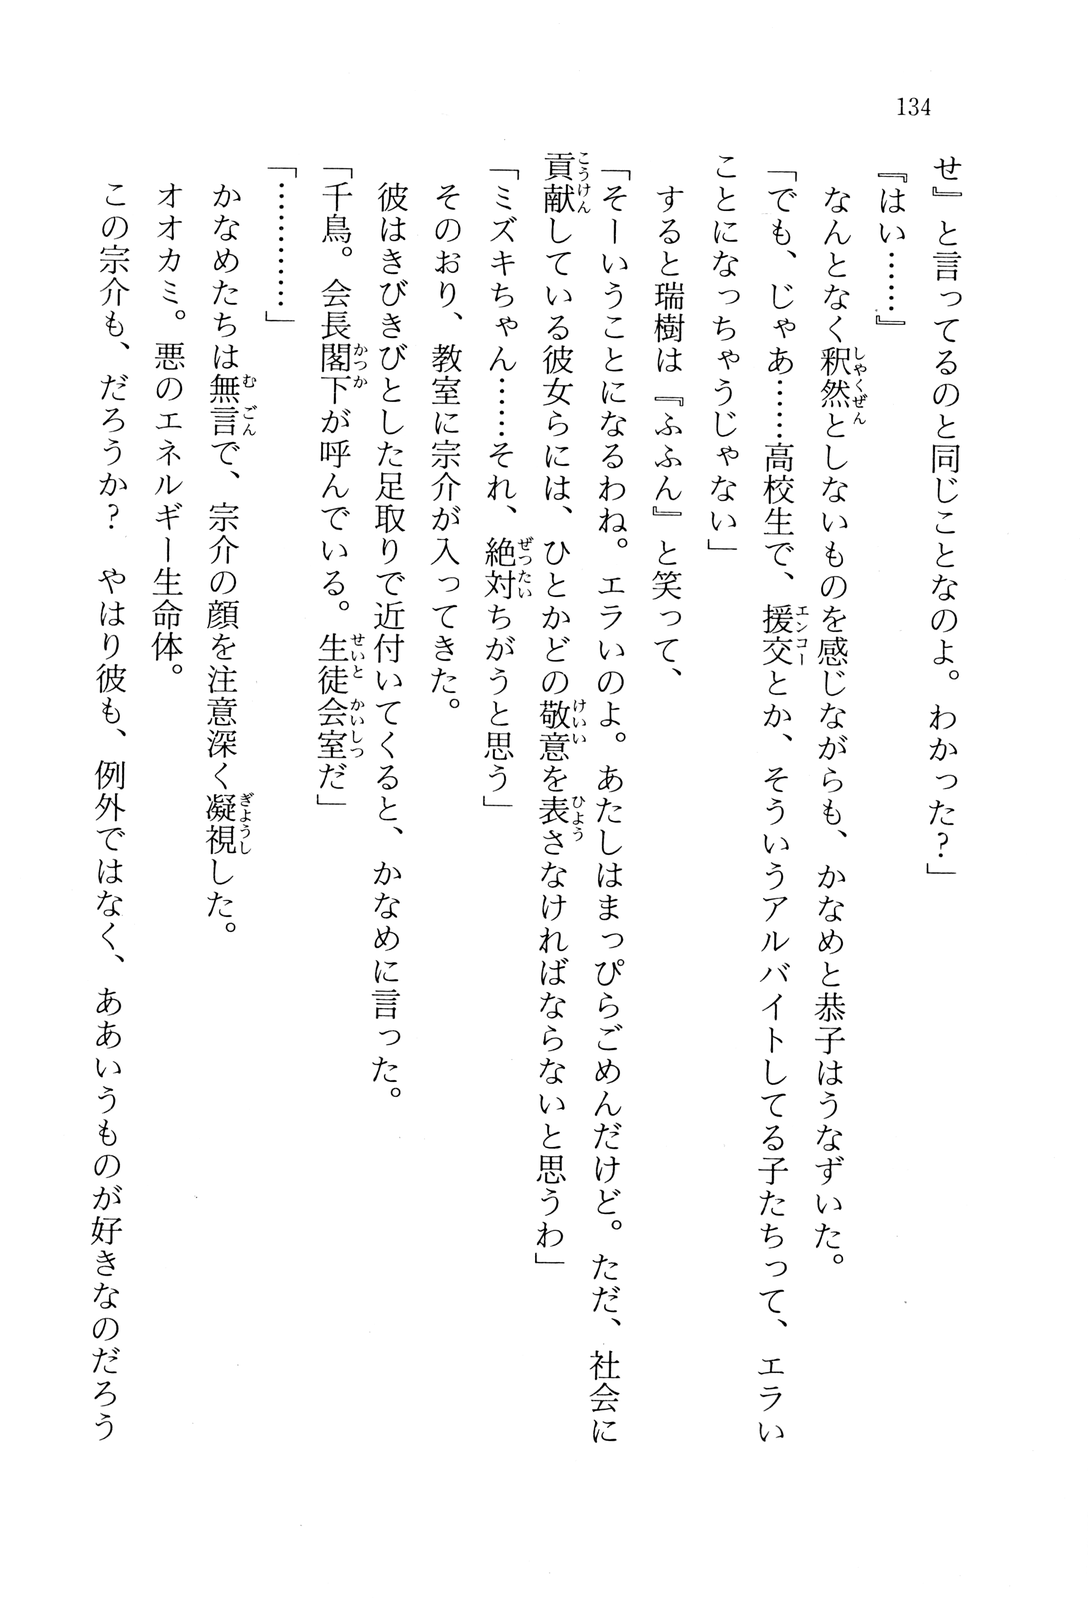 134
せ』と言ってるのと同じことなのよ。わかった?」
『はい……』
なんとなく釈然としないものを感じながらも、かなめと恭子はうなずいた。
「でも、じゃあ……高校生で、援交とか、そういうアルバイトしてる子たちって、エラい
ことになっちゃうじゃない」
すると瑞樹は『ふふん』と笑って、
「そーいうことになるわね。エラいのよ。あたしはまっぴらごめんだけど。ただ、社会に
貢献している彼女らには、ひとかどの敬意を表さなければならないと思うわ」
「ミズキちゃん……それ、絶対ちがうと思う」
そのおり、教室に宗介が入ってきた。
彼はきびきびとした足取りで近付いてくると、かなめに言った。
「千鳥。会長閣下が呼んでいる。生徒会室だ」
「…………」
かなめたちは無言で、宗介の顔を注意深く凝視した。
オオカミ。悪のエネルギー生命体。
この宗介も、だろうか? やはり彼も、例外ではなく、ああいうものが好きなのだろう